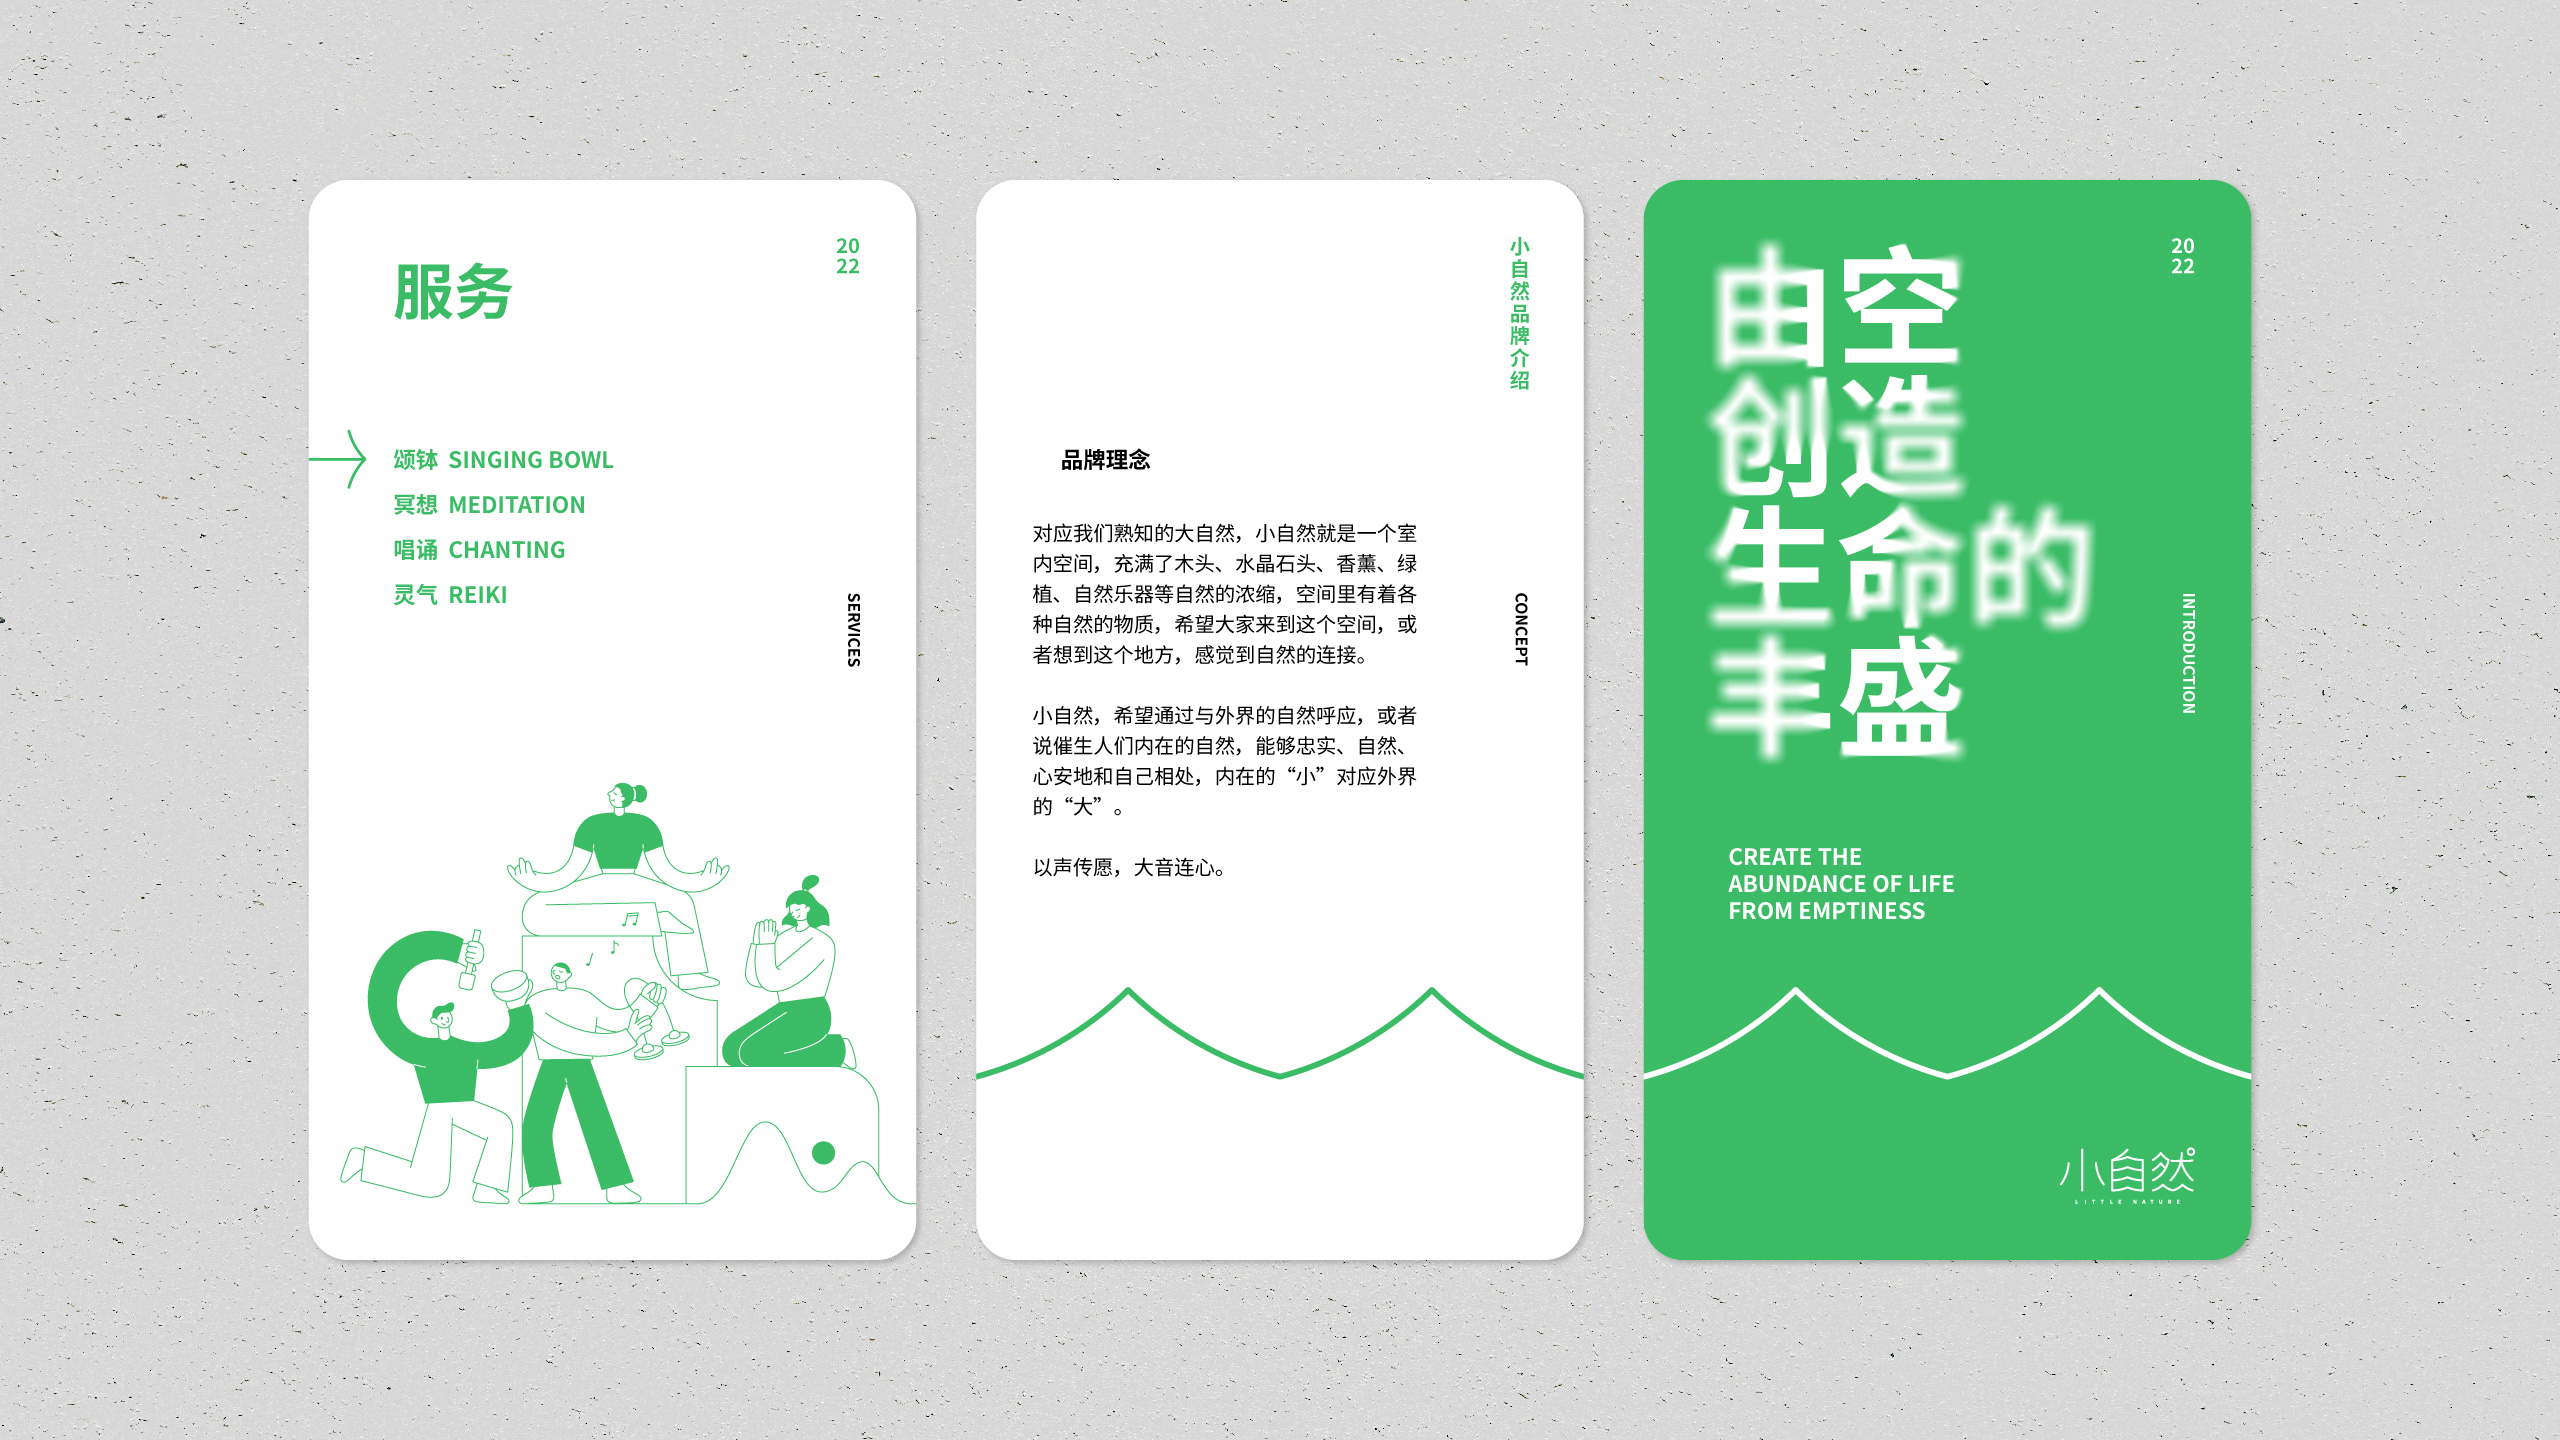 服务
20
22
颂钵 SINGING BOWL
冥想 MEDITATION
唱诵 CHANTING
灵气 REIKI
SERVICES
小自然品牌介绍
品牌理念
对应我们熟知的大自然，小自然就是一个室
内空间，充满了木头、水晶石头、香薰、绿
植、自然乐器等自然的浓缩，空间里有着各
种自然的物质，希望大家来到这个空间，或
者想到这个地方，感觉到自然的连接。
小自然，希望通过与外界的自然呼应，或者
说催生人们内在的自然，能够忠实、自然、
心安地和自己相处，内在的“小”对应外界
的“大”。
以声传愿，大音连心。
CONCEPT
由空
创造
生命的
丰盛
20
22
INTRODUCTION
CREATE THE
ABUNDANCE OF LIFE
FROM EMPTINESS
小自然
LITTLE NATURE